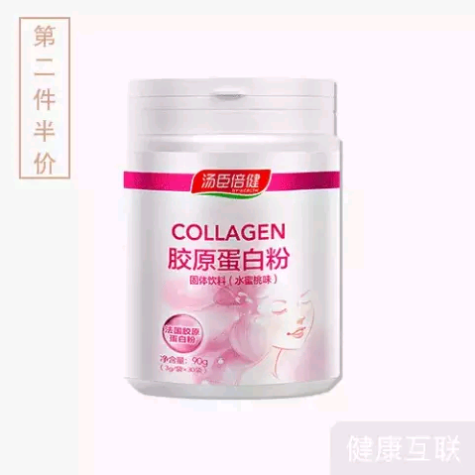 第二件半价
汤臣倍健
BY-HEALTH
COLLAGEN
胶原蛋白粉
固体饮料（水蜜桃味）
法国胶原
蛋白粉
净含量：90g
（3g/袋×30袋）
健康互联